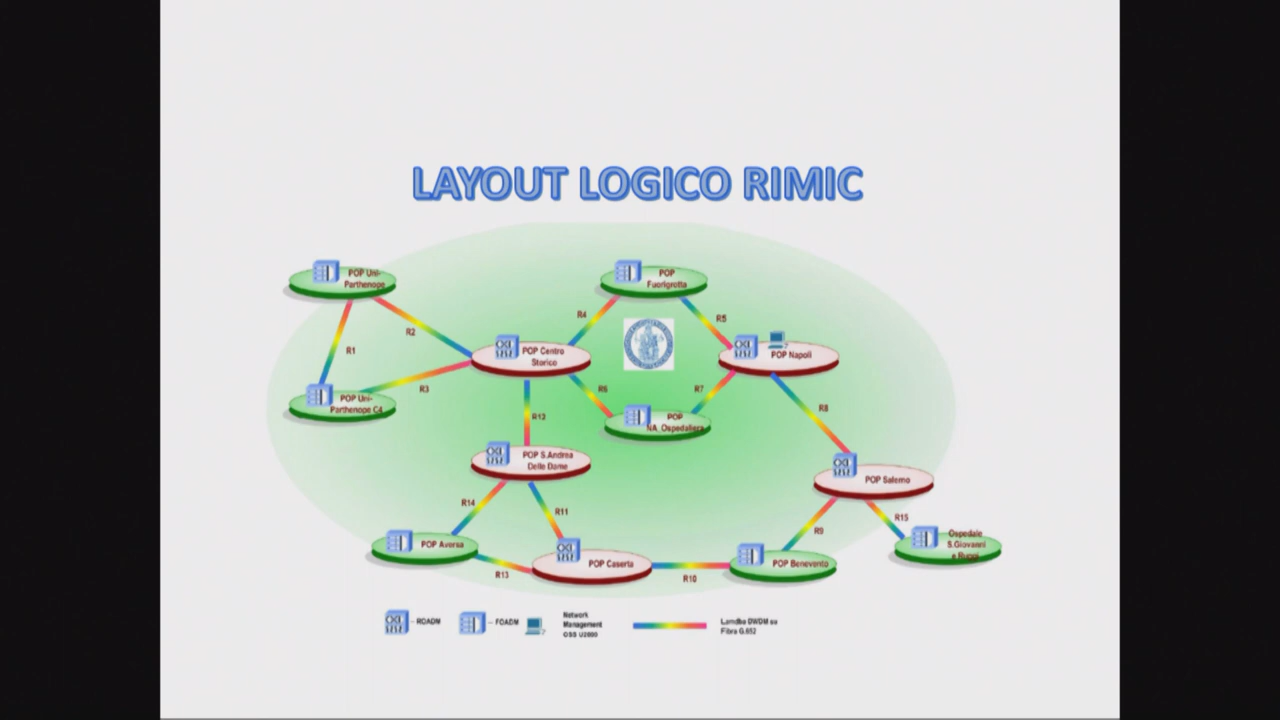 LAYOUT LOGICO RIMIC
POP Uni-
Parthenope
POP
Fuorigrotta
R4
R5
R2
R1
POP Centro
Storico
POP Napoli
R3
R6
R7
POP Uni-
Parthenope C4
R12
POP
NA_Ospedaliera
R8
POP S.Andrea
Delle Dame
POP Salerno
R14
R11
R9
R15
POP Aversa
Ospedale
S.Giovanni
e Ruggi
POP Caserta
POP Benevento
R13
R10
ROADM
FOADM
Network
Management
OSS U2000
Lambda DWDM su
Fibra G.652